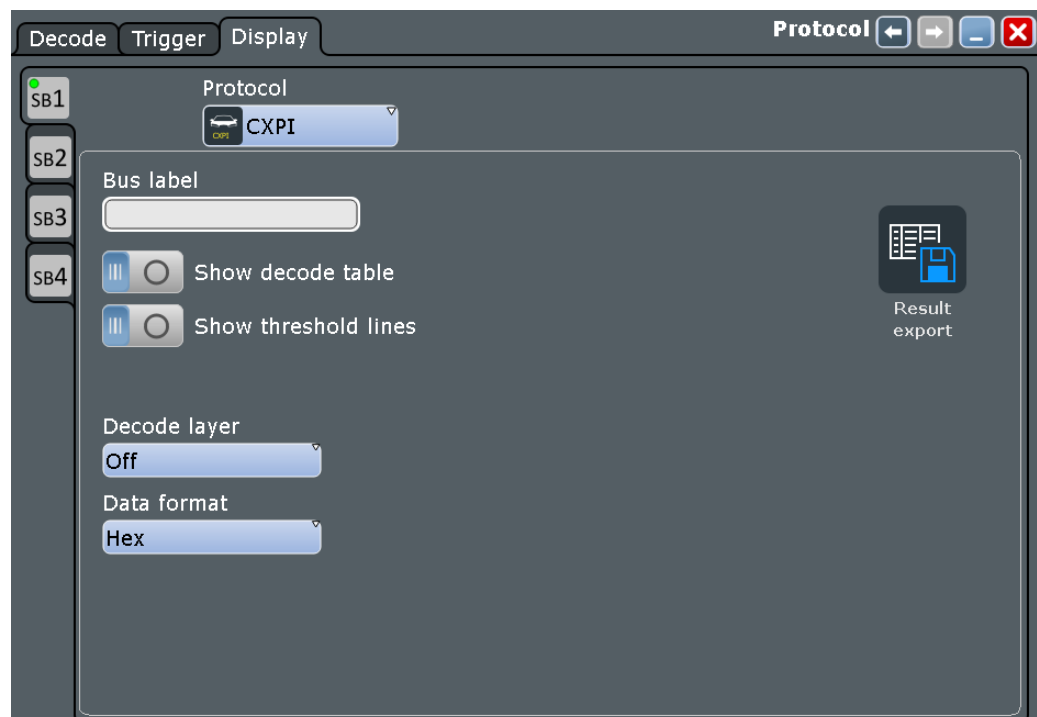 Decode Trigger Display Protocol
SB1
Protocol
CXPI CXPI
SB2
Bus label
SB3
SB4
Show decode table
Show threshold lines
Result
export
Decode layer
Off
Data format
Hex